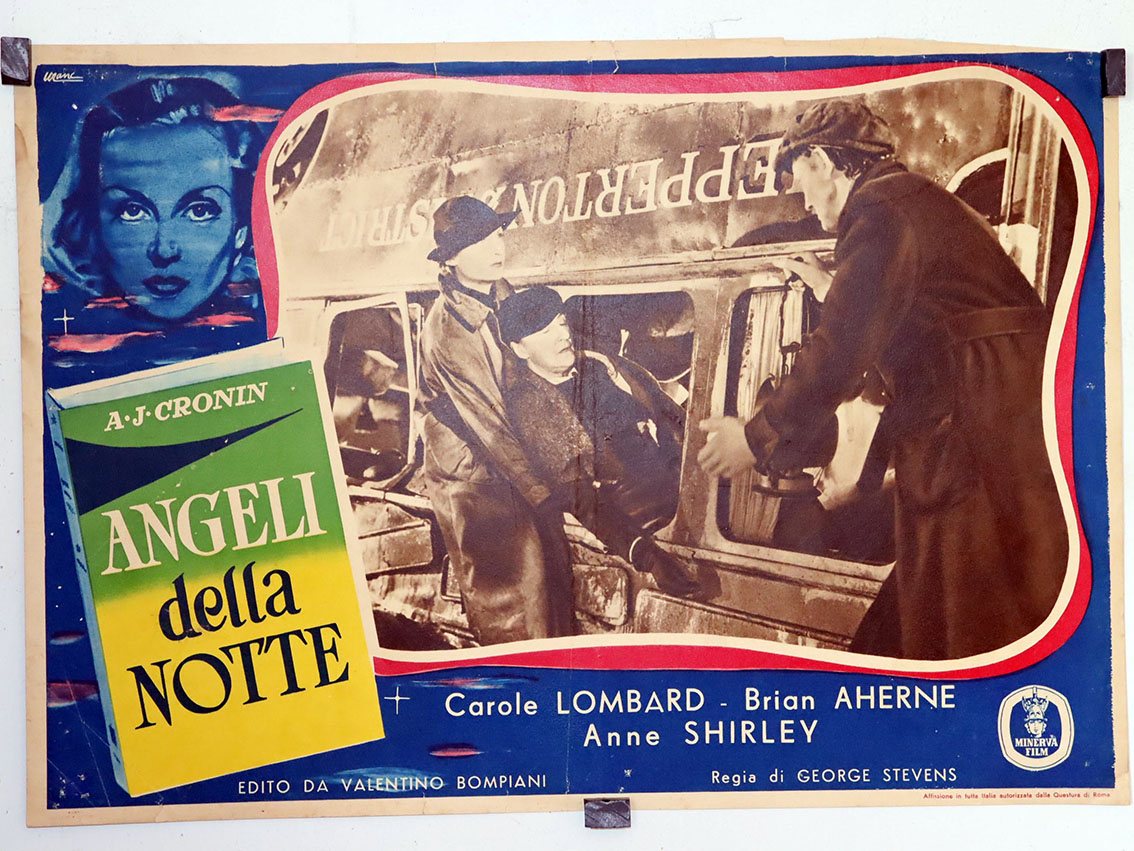 EPPERTON & DISTRICT
A·J·CRONIN
ANGELI
della
NOTTE
Carole LOMBARD - Brian AHERNE
Anne SHIRLEY
MINERVA
FILM
EDITO DA VALENTINO BOMPIANI
Regia di GEORGE STEVENS
Affissione in tutta Italia autorizzata dalla Questura di Roma